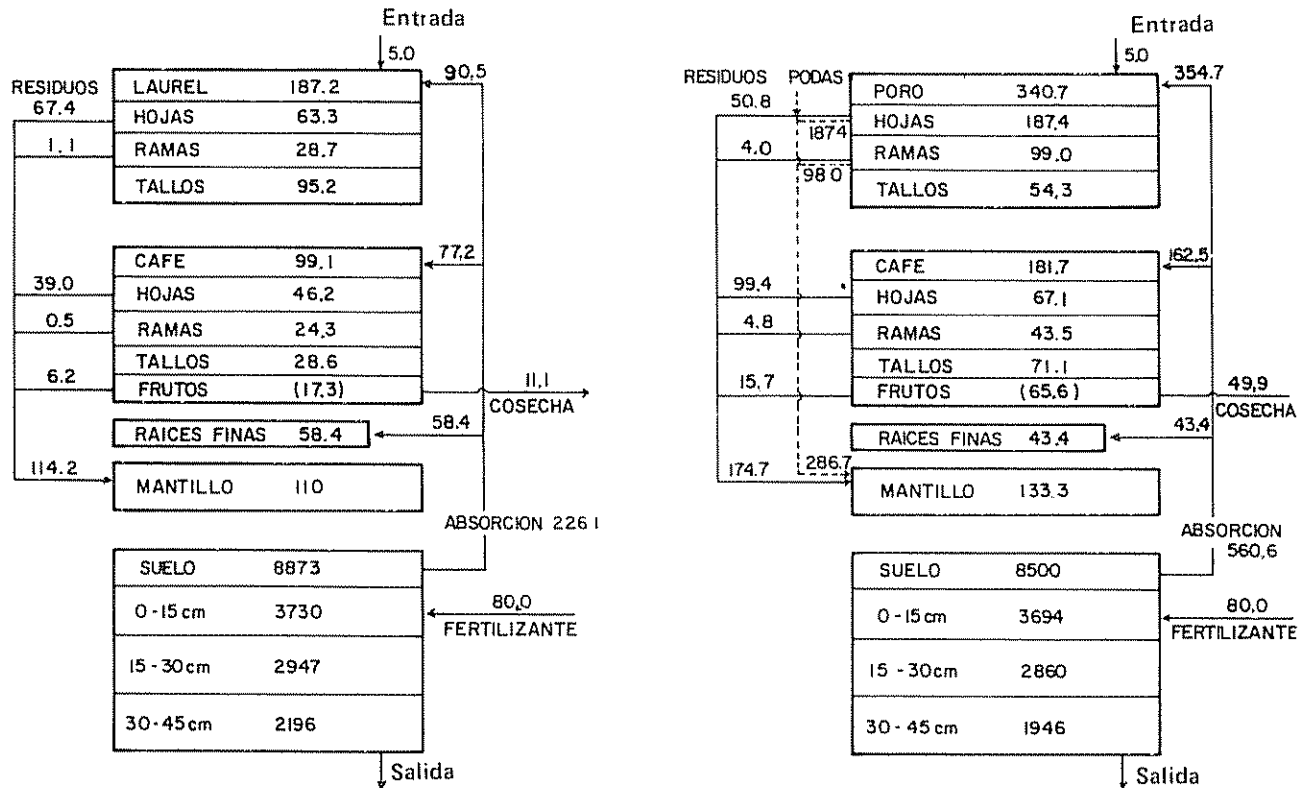 Entrada
5.0
90,5
RESIDUOS
67.4
1.1
LAUREL 187.2
HOJAS 63.3
RAMAS 28.7
TALLOS 95.2
77,2
39.0
0.5
6.2
CAFE 99.1
HOJAS 46,2
RAMAS 24,3
TALLOS 28.6
FRUTOS (17.3)
11,1
COSECHA
RAICES FINAS 58.4
58.4
114.2
MANTILLO 110
ABSORCION 226 1
SUELO 8873
0-15cm 3730
15-30cm 2947
30-45cm 2196
80,0
FERTILIZANTE
Salida
Entrada
5,0
354.7
RESIDUOS PODAS
50.8
187 4
4.0
98 0
PORO 340.7
HOJAS 187,4
RAMAS 99.0
TALLOS 54,3
162,5
99.4
4.8
15,7
CAFE 181.7
HOJAS 67.1
RAMAS 43.5
TALLOS 71.1
FRUTOS (65,6)
49,9
COSECHA
RAICES FINAS 43.4
43,4
174.7
286.7
MANTILLO 133.3
ABSORCION
560,6
SUELO 8500
0-15cm 3694
15-30cm 2860
30-45cm 1946
80,0
FERTILIZANTE
Salida